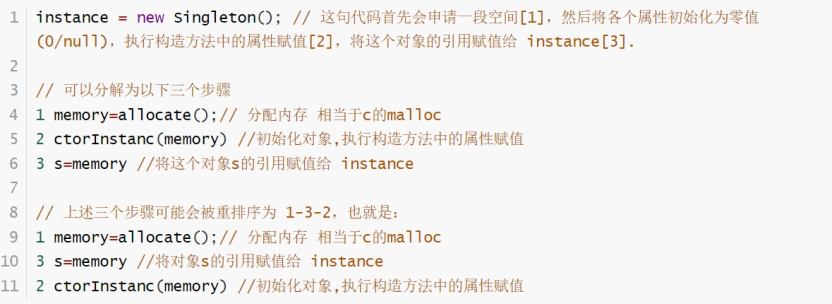 1 instance = new Singleton(); // 这句代码首先会申请一段空间[1]，然后将各个属性初始化为零值
(0/null)，执行构造方法中的属性赋值[2]，将这个对象的引用赋值给 instance[3].
2
3 // 可以分解为以下三个步骤
4 1 memory=allocate();// 分配内存 相当于c的malloc
5 2 ctorInstanc(memory) //初始化对象,执行构造方法中的属性赋值
6 3 s=memory //将这个对象s的引用赋值给 instance
7
8 // 上述三个步骤可能会被重排序为 1-3-2，也就是：
9 1 memory=allocate();// 分配内存 相当于c的malloc
10 3 s=memory //将对象s的引用赋值给 instance
11 2 ctorInstanc(memory) //初始化对象,执行构造方法中的属性赋值